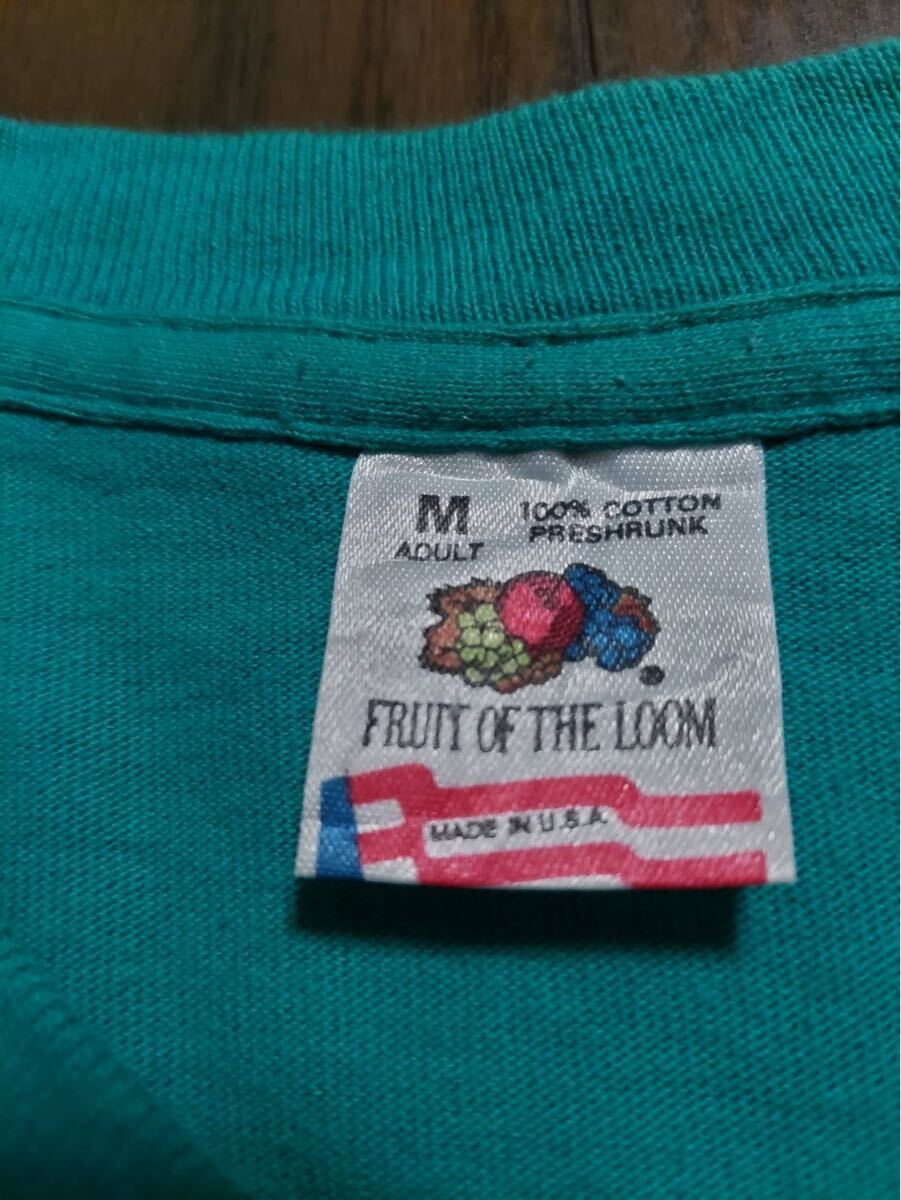 M
ADULT
100% COTTON
PRESHRUNK
®
FRUIT OF THE LOOM
MADE IN U.S.A.